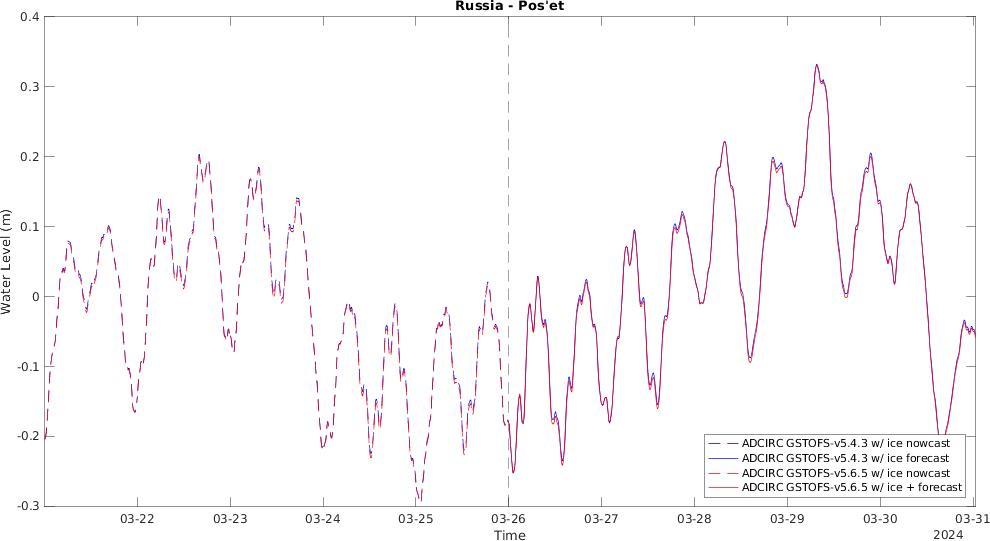 Russia - Pos'et
0.4
0.3
0.2
0.1
0
-0.1
-0.2
-0.3
Water Level (m)
03-22
03-23
03-24
03-25
03-26
03-27
03-28
03-29
03-30
03-31
Time
2024
ADCIRC GSTOFS-v5.4.3 w/ ice nowcast
ADCIRC GSTOFS-v5.4.3 w/ ice forecast
ADCIRC GSTOFS-v5.6.5 w/ ice nowcast
ADCIRC GSTOFS-v5.6.5 w/ ice + forecast